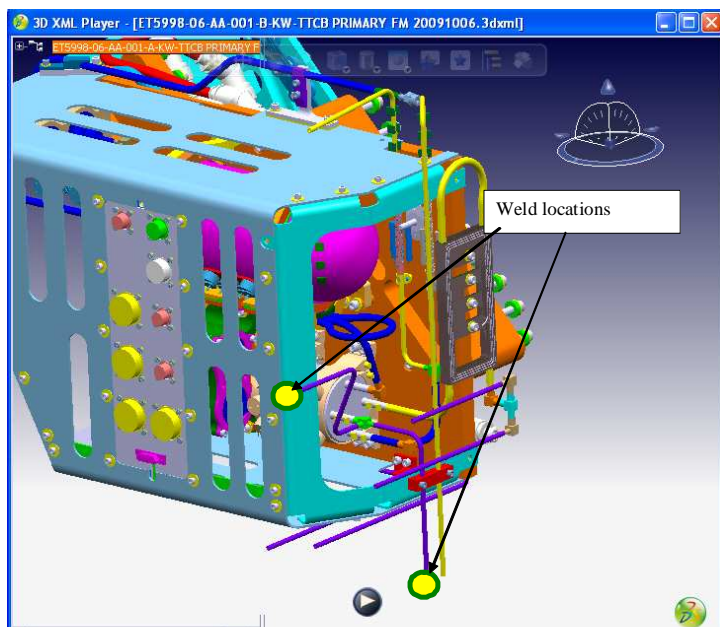 3D XML Player - [ET5998-06-AA-001-B-KW-TTCB PRIMARY FM 20091006.3dxml]
ET5998-06-AA-001-A-KW-TTCB PRIMARY F
Weld locations